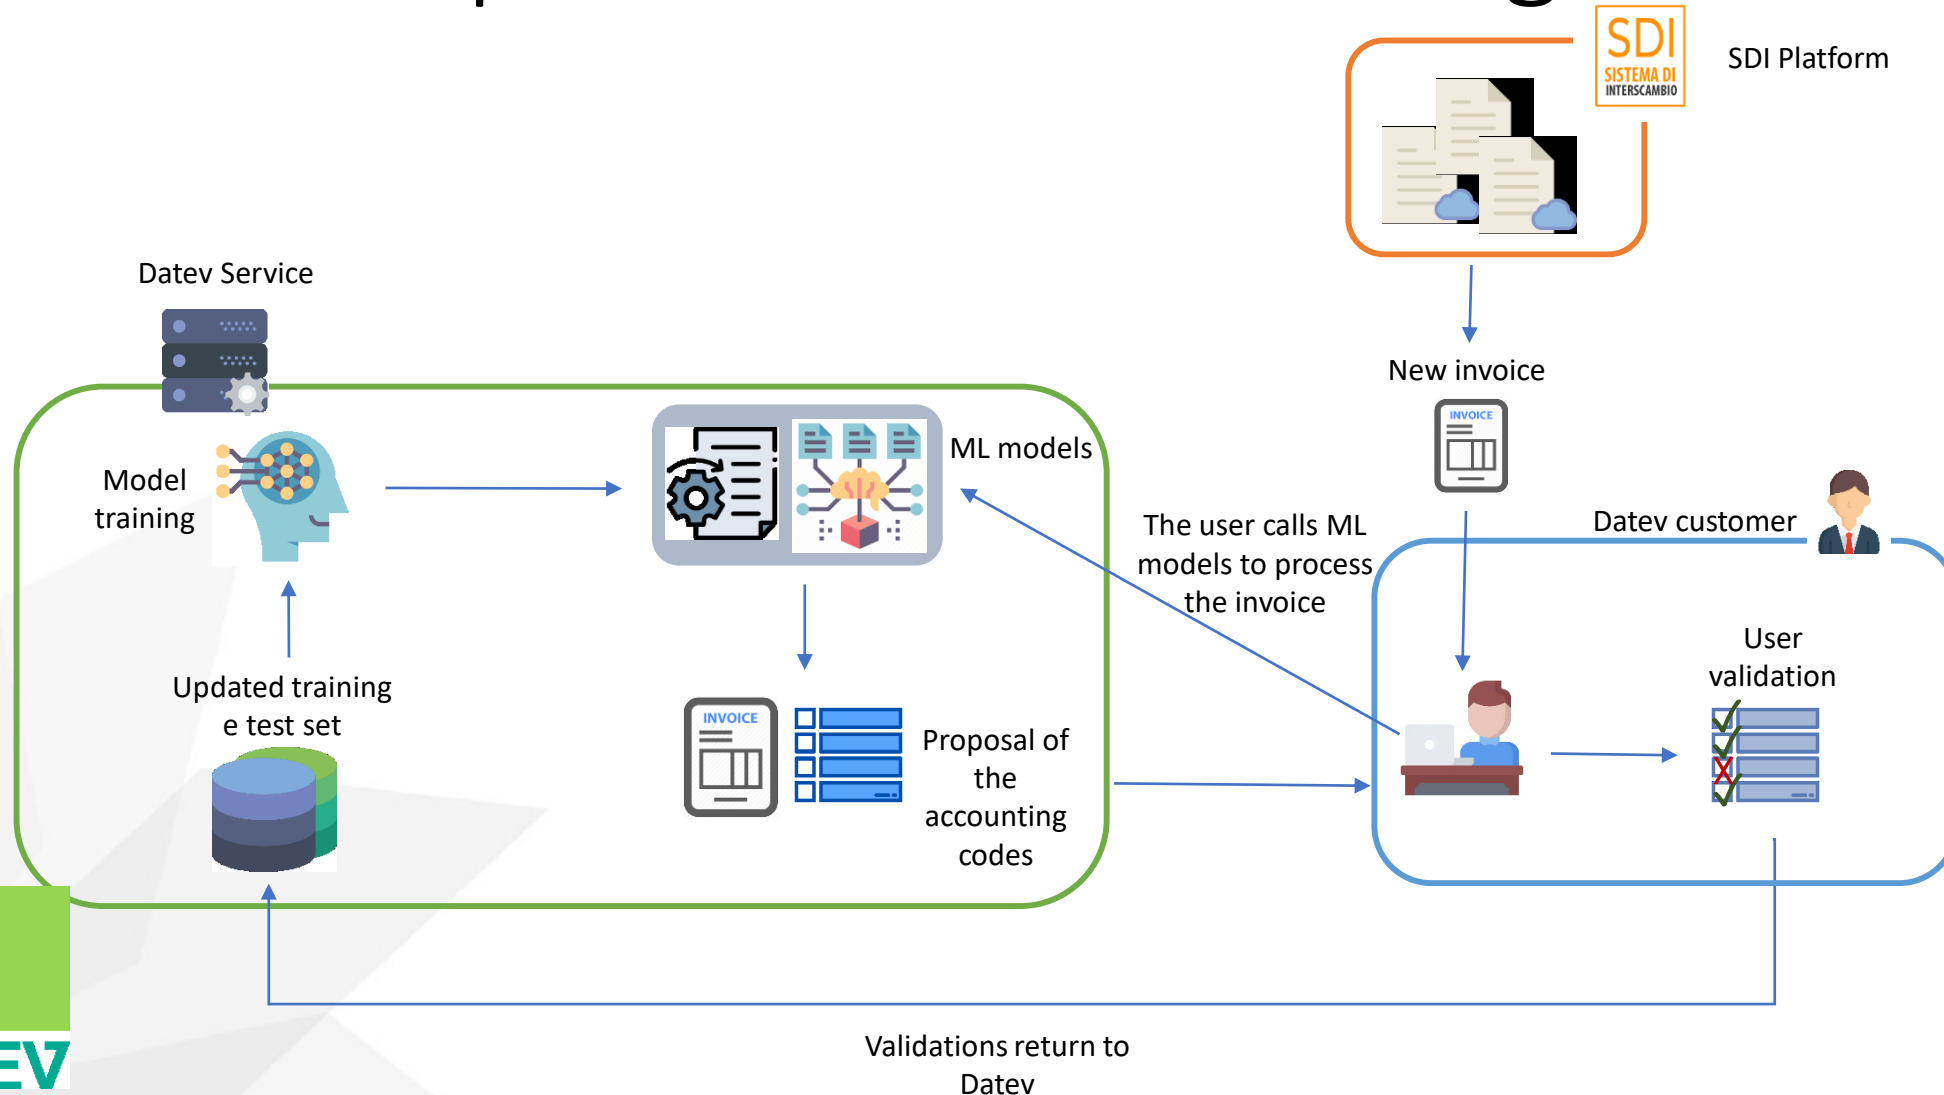 SDI
SISTEMA DI
INTERSCAMBIO
SDI Platform
Datev Service
New invoice
INVOICE
Model
training
ML models
The user calls ML
models to process
the invoice
Datev customer
User
validation
Updated training
e test set
INVOICE
Proposal of
the
accounting
codes
Validations return to
Datev